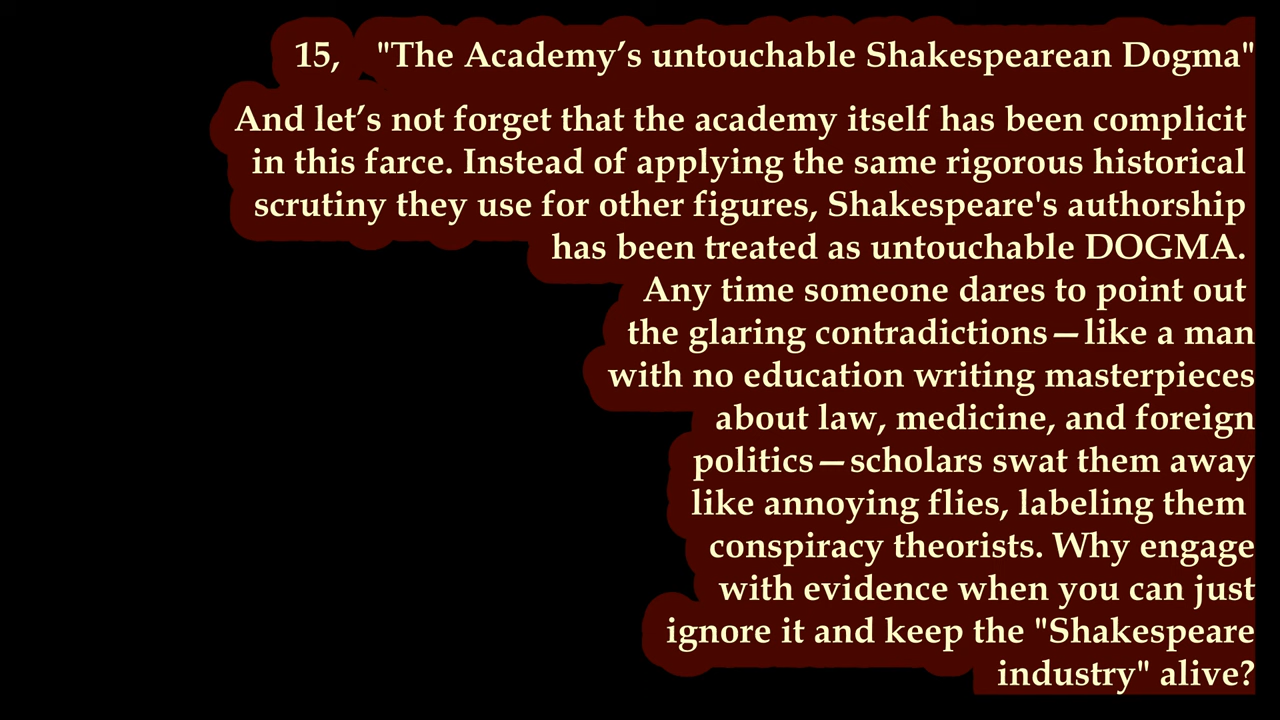 15, "The Academy’s untouchable Shakespearean Dogma"
And let’s not forget that the academy itself has been complicit
in this farce. Instead of applying the same rigorous historical
scrutiny they use for other figures, Shakespeare's authorship
has been treated as untouchable DOGMA.
Any time someone dares to point out
the glaring contradictions—like a man
with no education writing masterpieces
about law, medicine, and foreign
politics—scholars swat them away
like annoying flies, labeling them
conspiracy theorists. Why engage
with evidence when you can just
ignore it and keep the "Shakespeare
industry" alive?